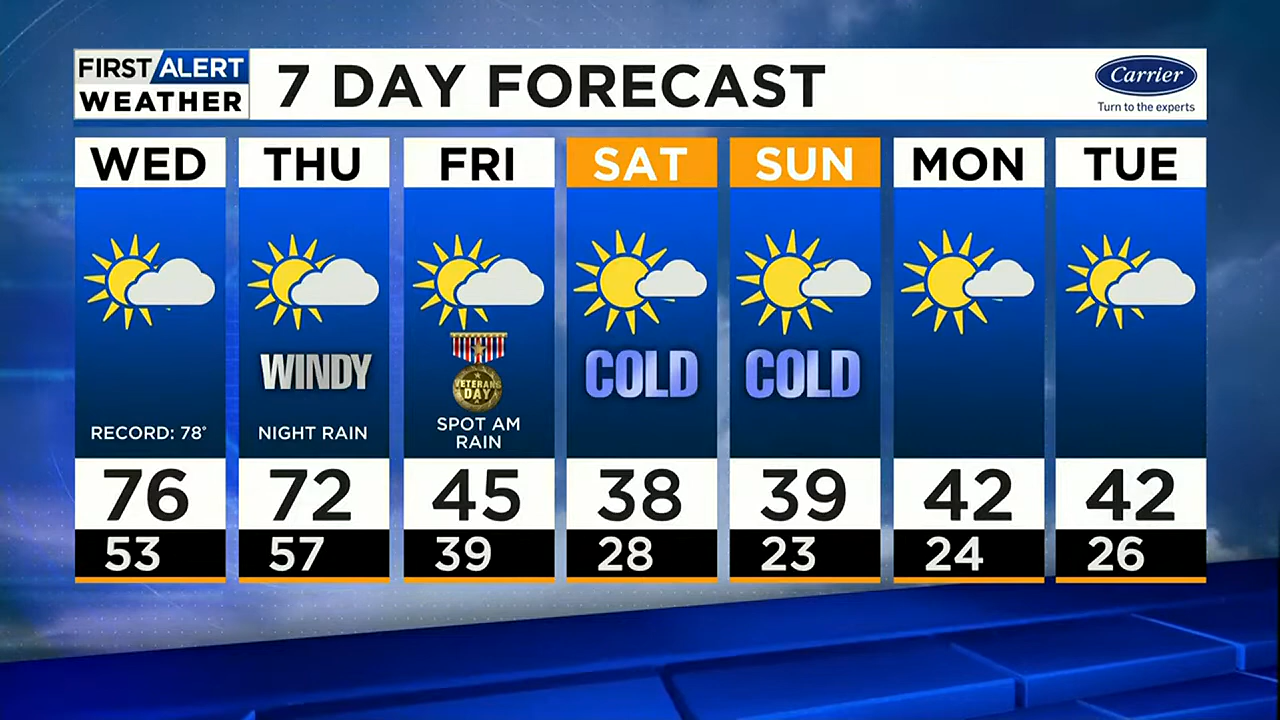 FIRST ALERT
WEATHER
7 DAY FORECAST
Carrier
Turn to the experts
WED
THU
FRI
SAT
SUN
MON
TUE
WINDY
VETERANS
DAY
COLD
COLD
RECORD: 78°
NIGHT RAIN
SPOT AM
RAIN
76
72
45
38
39
42
42
53
57
39
28
23
24
26